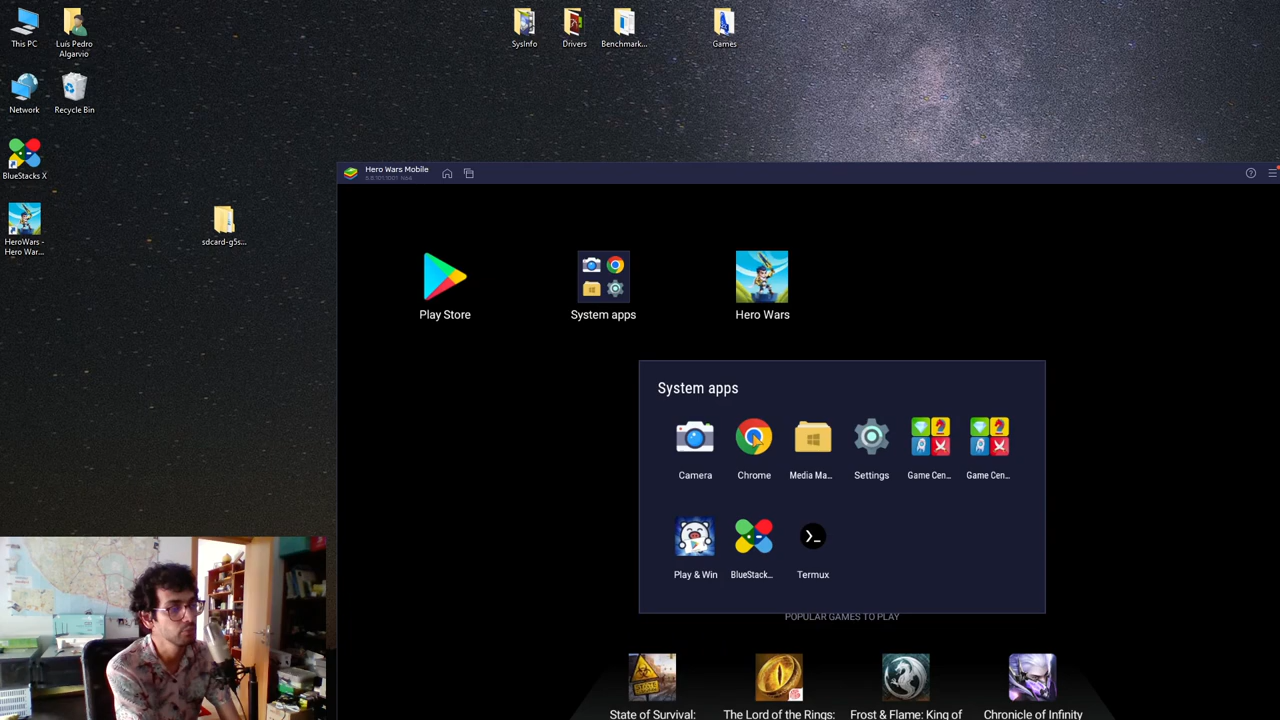 This PC
Luís Pedro
Algarvio
SysInfo
Drivers
Benchmark...
Games
Network
Recycle Bin
BlueStacks X
HeroWars -
Hero War...
sdcard-g5s...
Hero Wars Mobile
Play Store
System apps
Hero Wars
System apps
Camera
Chrome
Media Ma...
Settings
Game Cen...
Game Cen...
Play & Win
BlueStack...
Termux
POPULAR GAMES TO PLAY
State of Survival:
The Lord of the Rings:
Frost & Flame: King of
Chronicle of Infinity